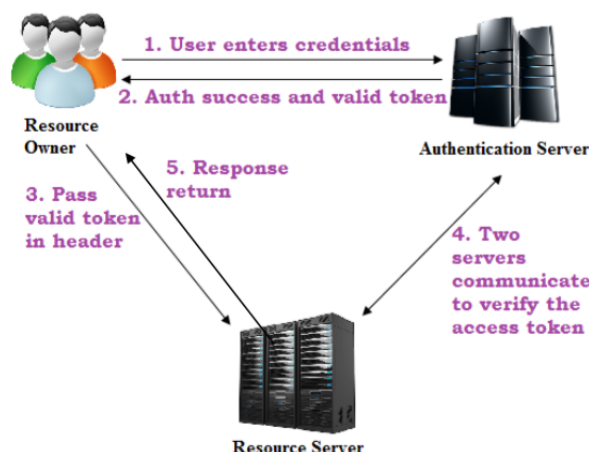 1. User enters credentials
2. Auth success and valid token
Resource
Owner
Authentication Server
5. Response
return
3. Pass
valid token
in header
4. Two
servers
communicate
to verify the
access token
Resource Server